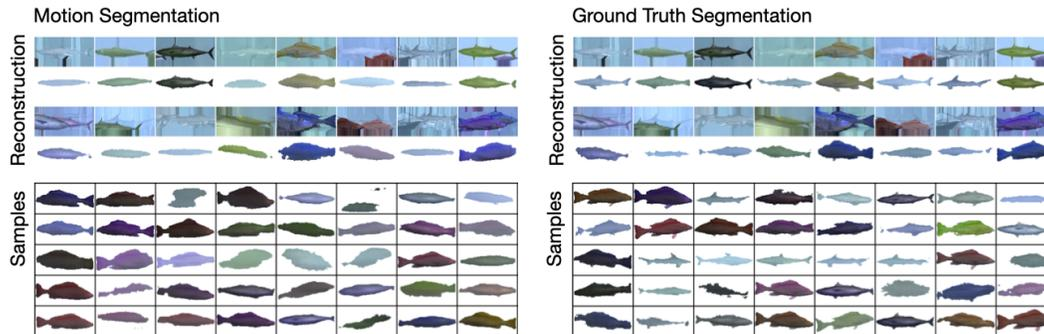 Motion Segmentation
Reconstruction
Samples
Ground Truth Segmentation
Reconstruction
Samples